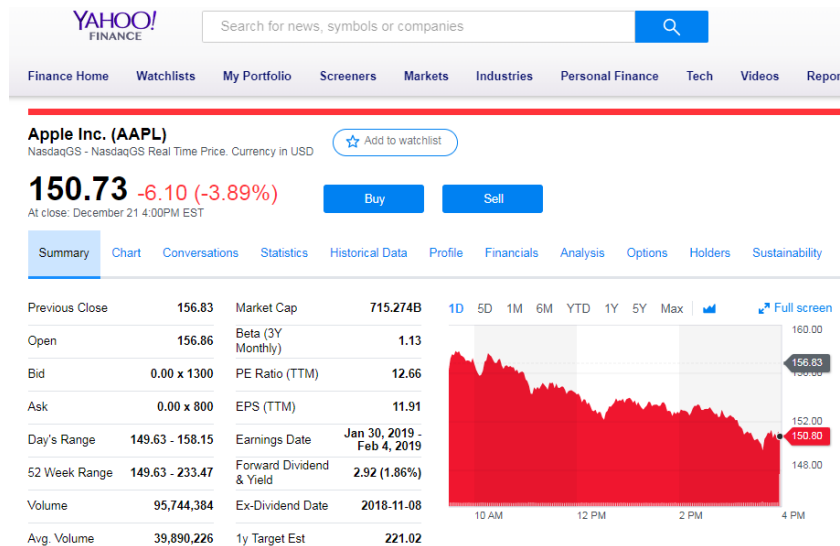 YAHOO!
FINANCE
Search for news, symbols or companies
Finance Home Watchlists My Portfolio Screeners Markets Industries Personal Finance Tech Videos Repor
Apple Inc. (AAPL)
Add to watchlist
NasdaqGS - NasdaqGS Real Time Price. Currency in USD
150.73 -6.10 (-3.89%)
At close: December 21 4:00PM EST
Buy Sell
Summary Chart Conversations Statistics Historical Data Profile Financials Analysis Options Holders Sustainability
Previous Close 156.83
Open 156.86
Bid 0.00 x 1300
Ask 0.00 x 800
Day's Range 149.63 - 158.15
52 Week Range 149.63 - 233.47
Volume 95,744,384
Avg. Volume 39,890,226
Market Cap 715.274B
Beta (3Y
Monthly) 1.13
PE Ratio (TTM) 12.66
EPS (TTM) 11.91
Earnings Date Jan 30, 2019 -
Feb 4, 2019
Forward Dividend
& Yield 2.92 (1.86%)
Ex-Dividend Date 2018-11-08
1y Target Est 221.02
1D 5D 1M 6M YTD 1Y 5Y Max Full screen
160.00
156.83
152.00
150.80
148.00
10 AM 12 PM 2 PM 4 PM